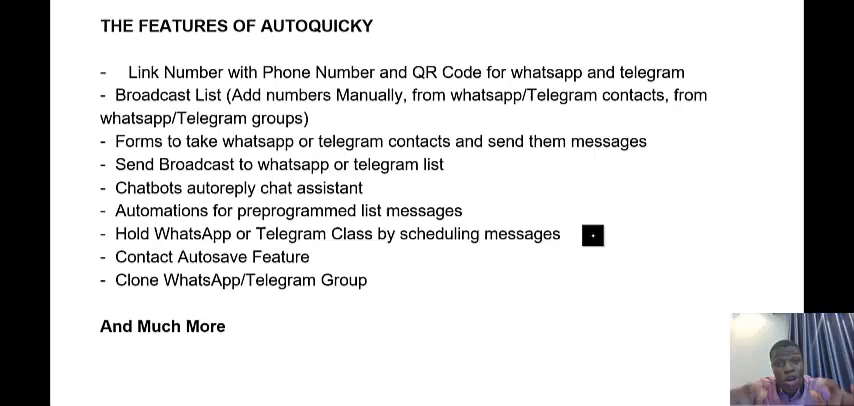 THE FEATURES OF AUTOQUICKY
- Link Number with Phone Number and QR Code for whatsapp and telegram
- Broadcast List (Add numbers Manually, from whatsapp/Telegram contacts, from
whatsapp/Telegram groups)
- Forms to take whatsapp or telegram contacts and send them messages
- Send Broadcast to whatsapp or telegram list
- Chatbots autoreply chat assistant
- Automations for preprogrammed list messages
- Hold WhatsApp or Telegram Class by scheduling messages
- Contact Autosave Feature
- Clone WhatsApp/Telegram Group
And Much More